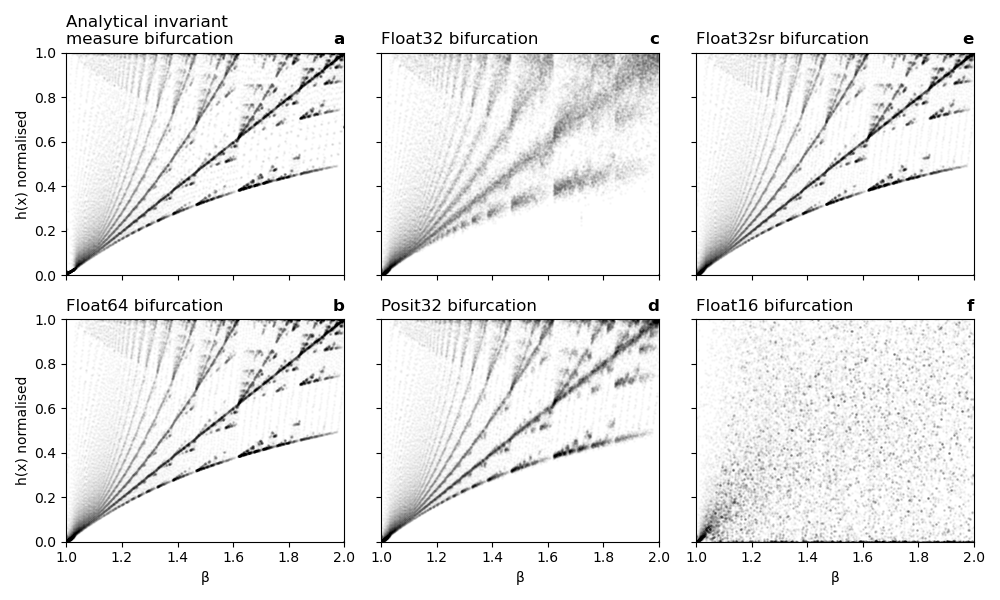 Analytical invariant
measure bifurcation a
Float32 bifurcation c
Float32sr bifurcation e
h(x) normalised
1.0
0.8
0.6
0.4
0.2
0.0
Float64 bifurcation b
Posit32 bifurcation d
Float16 bifurcation f
h(x) normalised
1.0
0.8
0.6
0.4
0.2
0.0
1.0 1.2 1.4 1.6 1.8 2.0
1.0 1.2 1.4 1.6 1.8 2.0
1.0 1.2 1.4 1.6 1.8 2.0
β
β
β